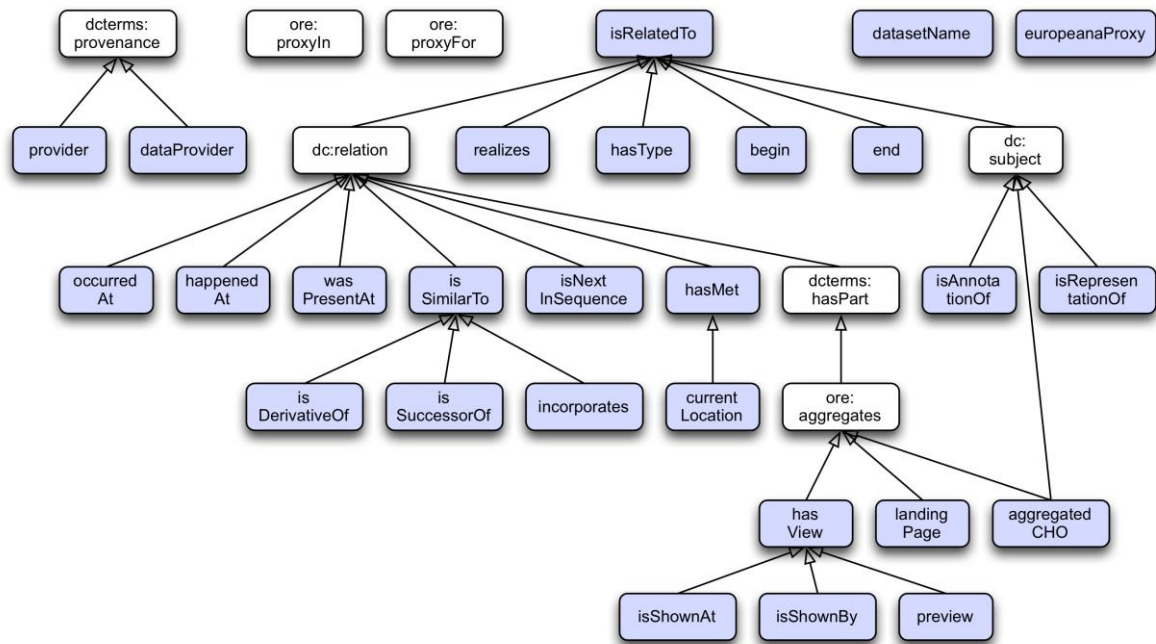 dcterms:
provenance
ore:
proxyIn
ore:
proxyFor
isRelatedTo
datasetName
europeanaProxy
provider
dataProvider
dc:relation
realizes
hasType
begin
end
dc:
subject
occurred
At
happened
At
was
PresentAt
is
SimilarTo
isNext
InSequence
hasMet
dcterms:
hasPart
isAnnota
tionOf
isRepresen
tationOf
is
DerivativeOf
is
SuccessorOf
incorporates
current
Location
ore:
aggregates
has
View
landing
Page
aggregated
CHO
isShownAt
isShownBy
preview